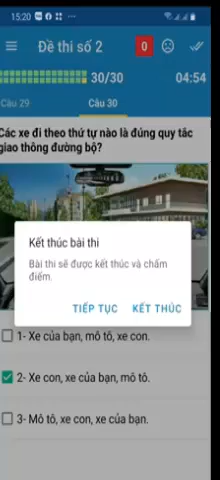 15:20
Đề thi số 2
0
30/30
04:54
Câu 29
Câu 30
Các xe đi theo thứ tự nào là đúng quy tắc
giao thông đường bộ?
Kết thúc bài thi
Bài thi sẽ được kết thúc và chấm
điểm.
TIẾP TỤC
KẾT THÚC
1- Xe của bạn, mô tô, xe con.
2- Xe con, xe của bạn, mô tô.
3- Mô tô, xe con, xe của bạn.